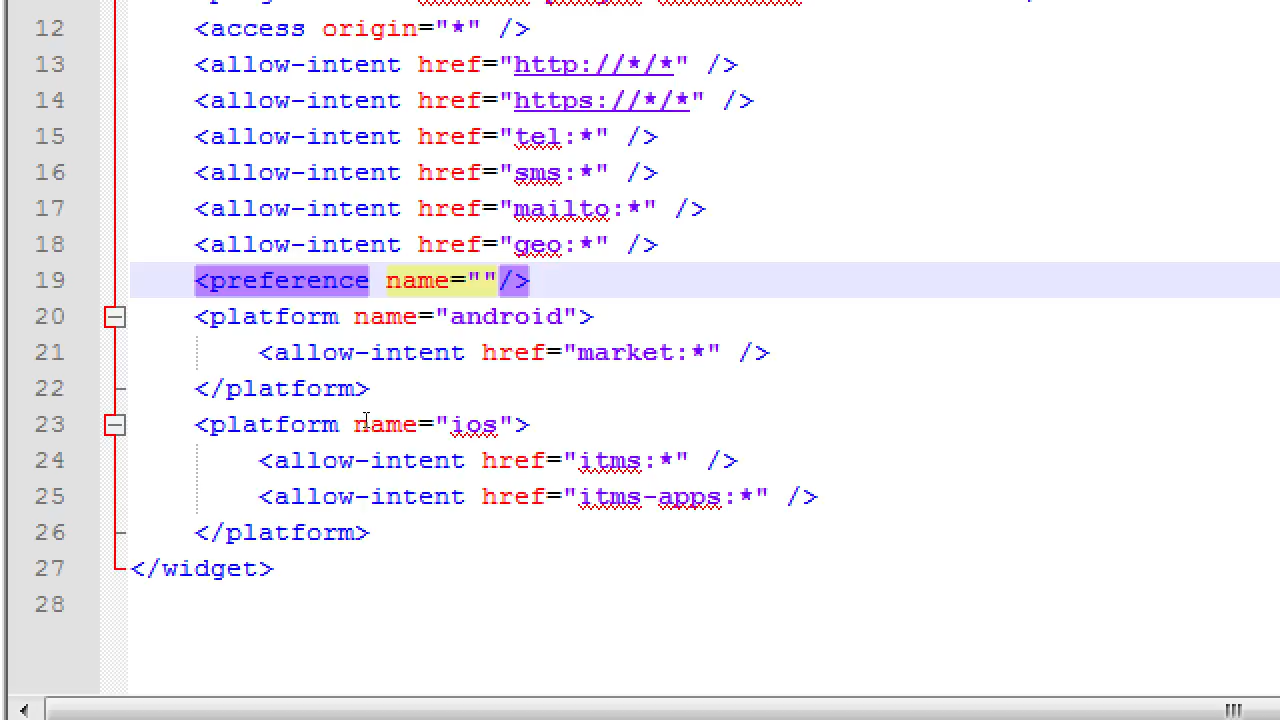 12 <access origin="*" />
13 <allow-intent href="http://*/*" />
14 <allow-intent href="https://*/*" />
15 <allow-intent href="tel:*" />
16 <allow-intent href="sms:*" />
17 <allow-intent href="mailto:*" />
18 <allow-intent href="geo:*" />
19 <preference name=""/>
20 <platform name="android">
21 <allow-intent href="market:*" />
22 </platform>
23 <platform name="ios">
24 <allow-intent href="itms:*" />
25 <allow-intent href="itms-apps:*" />
26 </platform>
27 </widget>
28